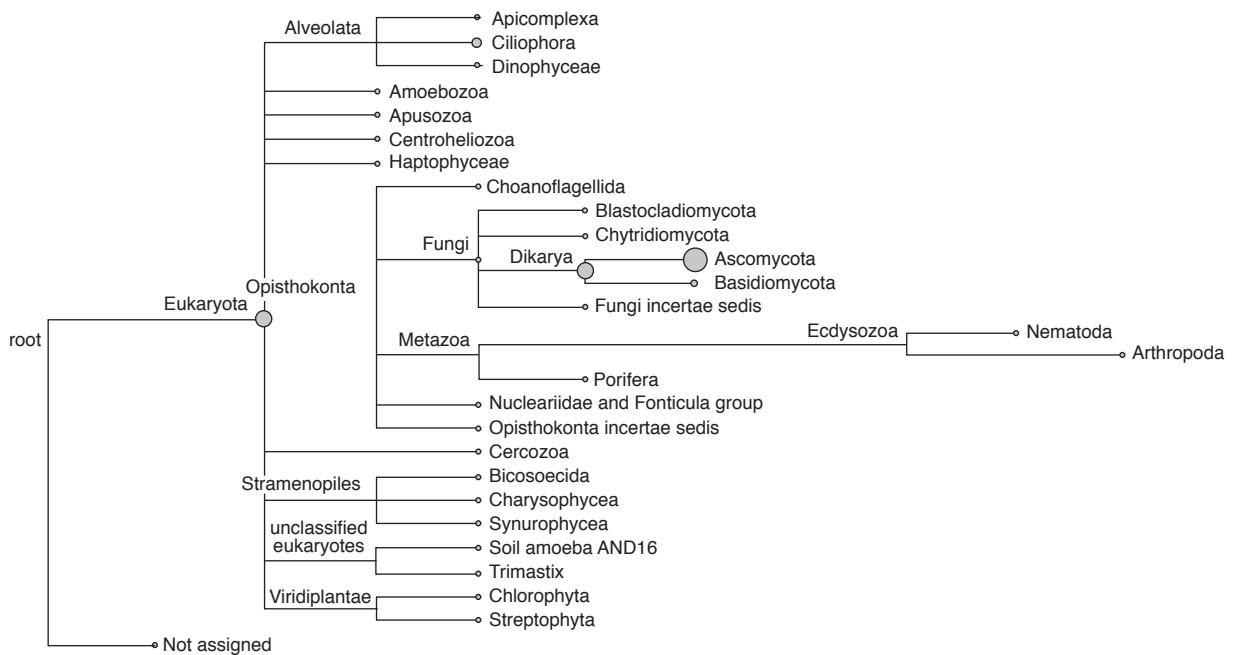 Apicomplexa
Alveolata
Ciliophora
Dinophyceae
Amoebozoa
Apusozoa
Centroheliozoa
Haptophyceae
Choanoflagellida
Blastocladiomycota
Chytridiomycota
Fungi
Dikarya
Ascomycota
Basidiomycota
Opisthokonta
Eukaryota
Fungi incertae sedis
root
Metazoa
Ecdysozoa
Nematoda
Arthropoda
Porifera
Nucleariidae and Fonticula group
Opisthokonta incertae sedis
Cercozoa
Stramenopiles
Bicosoecida
Charysophycea
Synurophycea
unclassified
eukaryotes
Soil amoeba AND16
Trimastix
Viridiplantae
Chlorophyta
Streptophyta
Not assigned